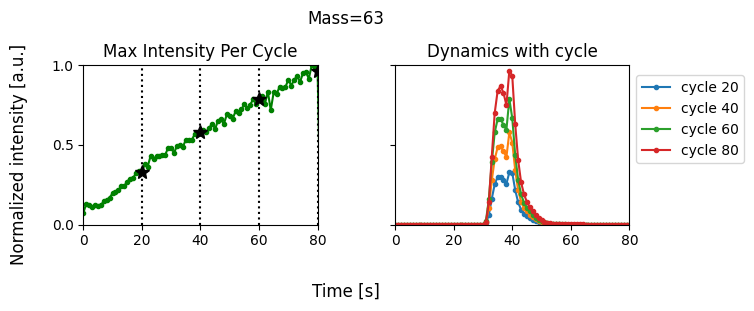 Mass=63
Max Intensity Per Cycle
Dynamics with cycle
Normalized intensity [a.u.]
1.0
0.5
0.0
0 20 40 60 80
0 20 40 60 80
cycle 20
cycle 40
cycle 60
cycle 80
Time [s]